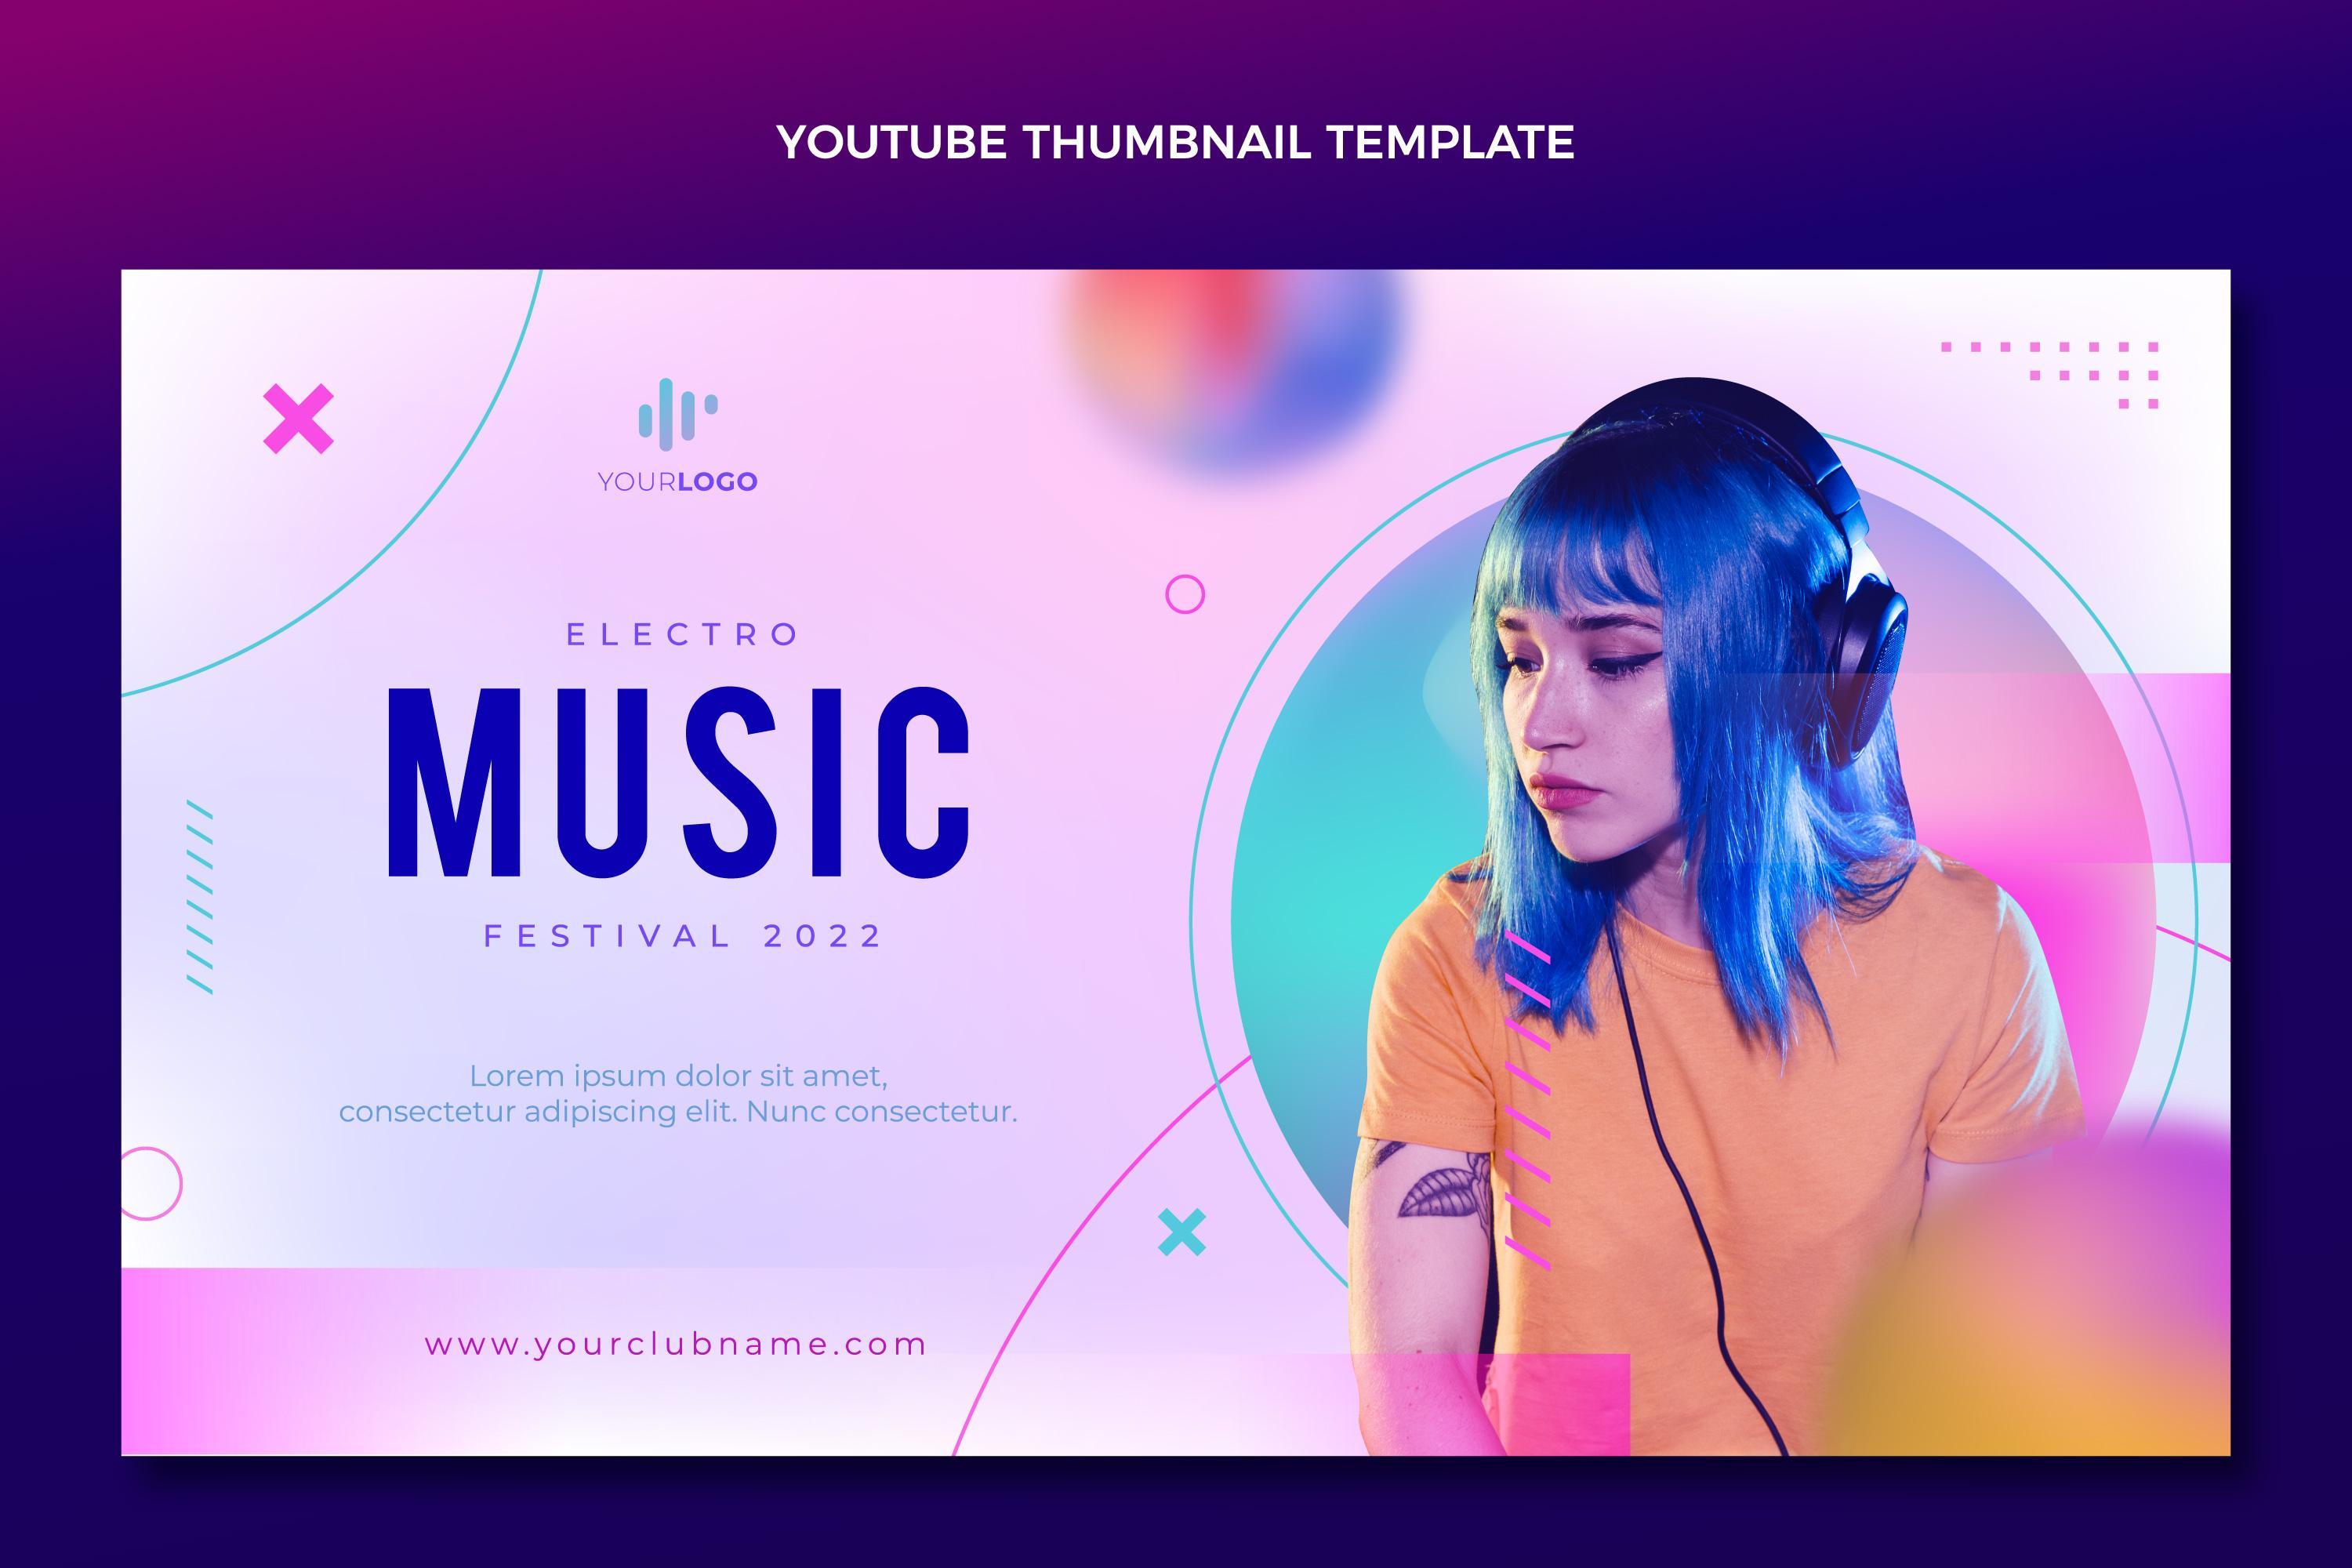 YOUTUBE THUMBNAIL TEMPLATE
YOURLOGO
ELECTRO
MUSIC
FESTIVAL 2022
Lorem ipsum dolor sit amet,
consectetur adipiscing elit. Nunc consectetur.
www.yourclubname.com